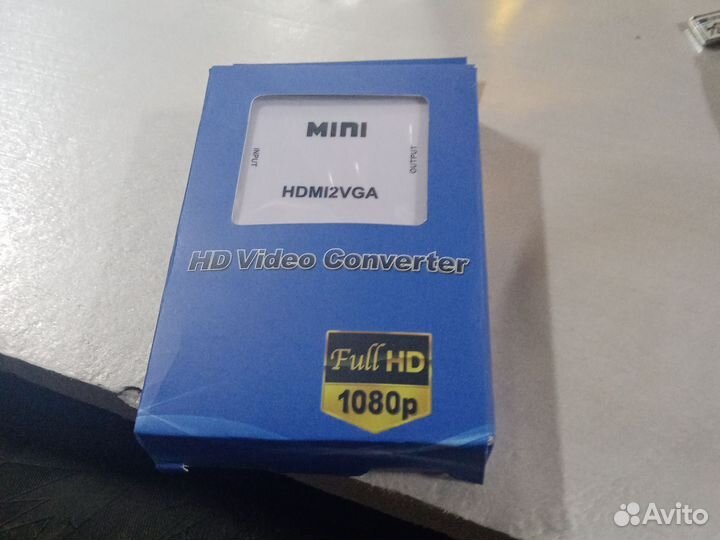 MINI
INPUT
OUTPUT
HDMI2VGA
HD Video Converter
Full HD
1080p
Avito